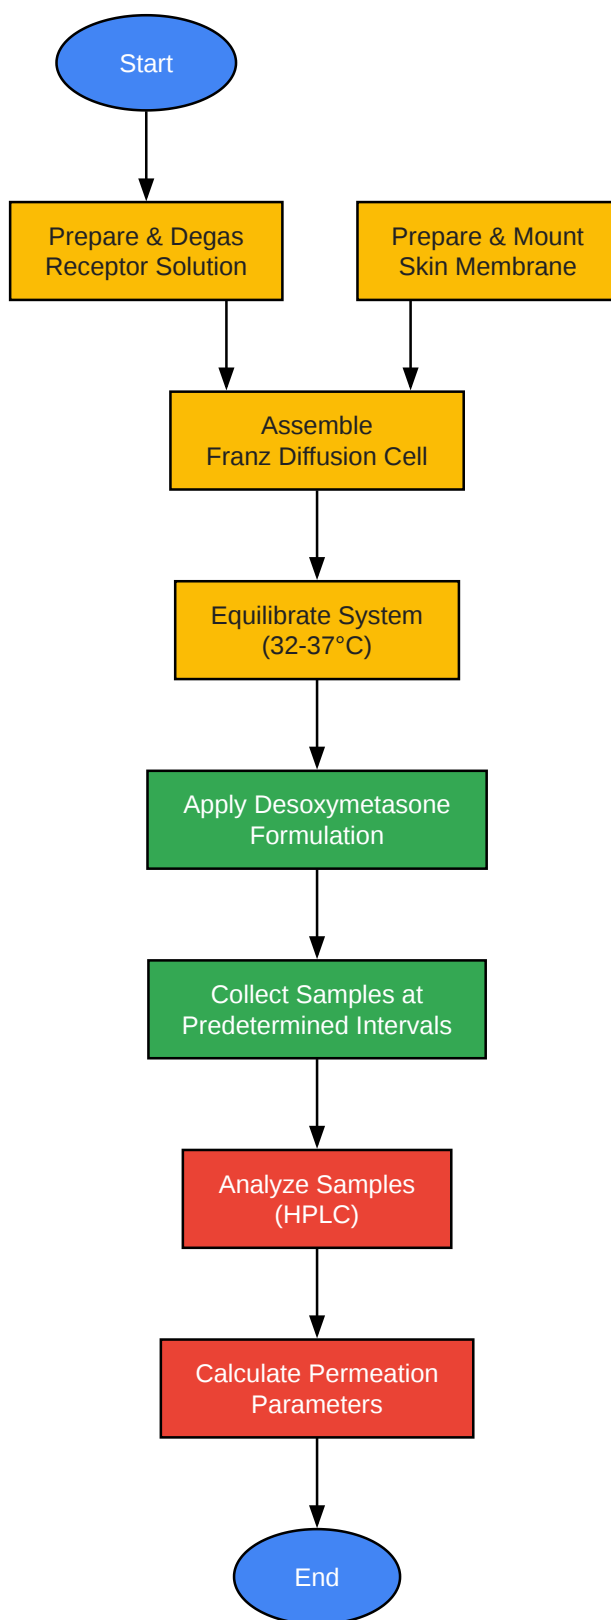 Start
Prepare & Degas
Receptor Solution
Prepare & Mount
Skin Membrane
Assemble
Franz Diffusion Cell
Equilibrate System
(32-37°C)
Apply Desoxymetasone
Formulation
Collect Samples at
Predetermined Intervals
Analyze Samples
(HPLC)
Calculate Permeation
Parameters
End